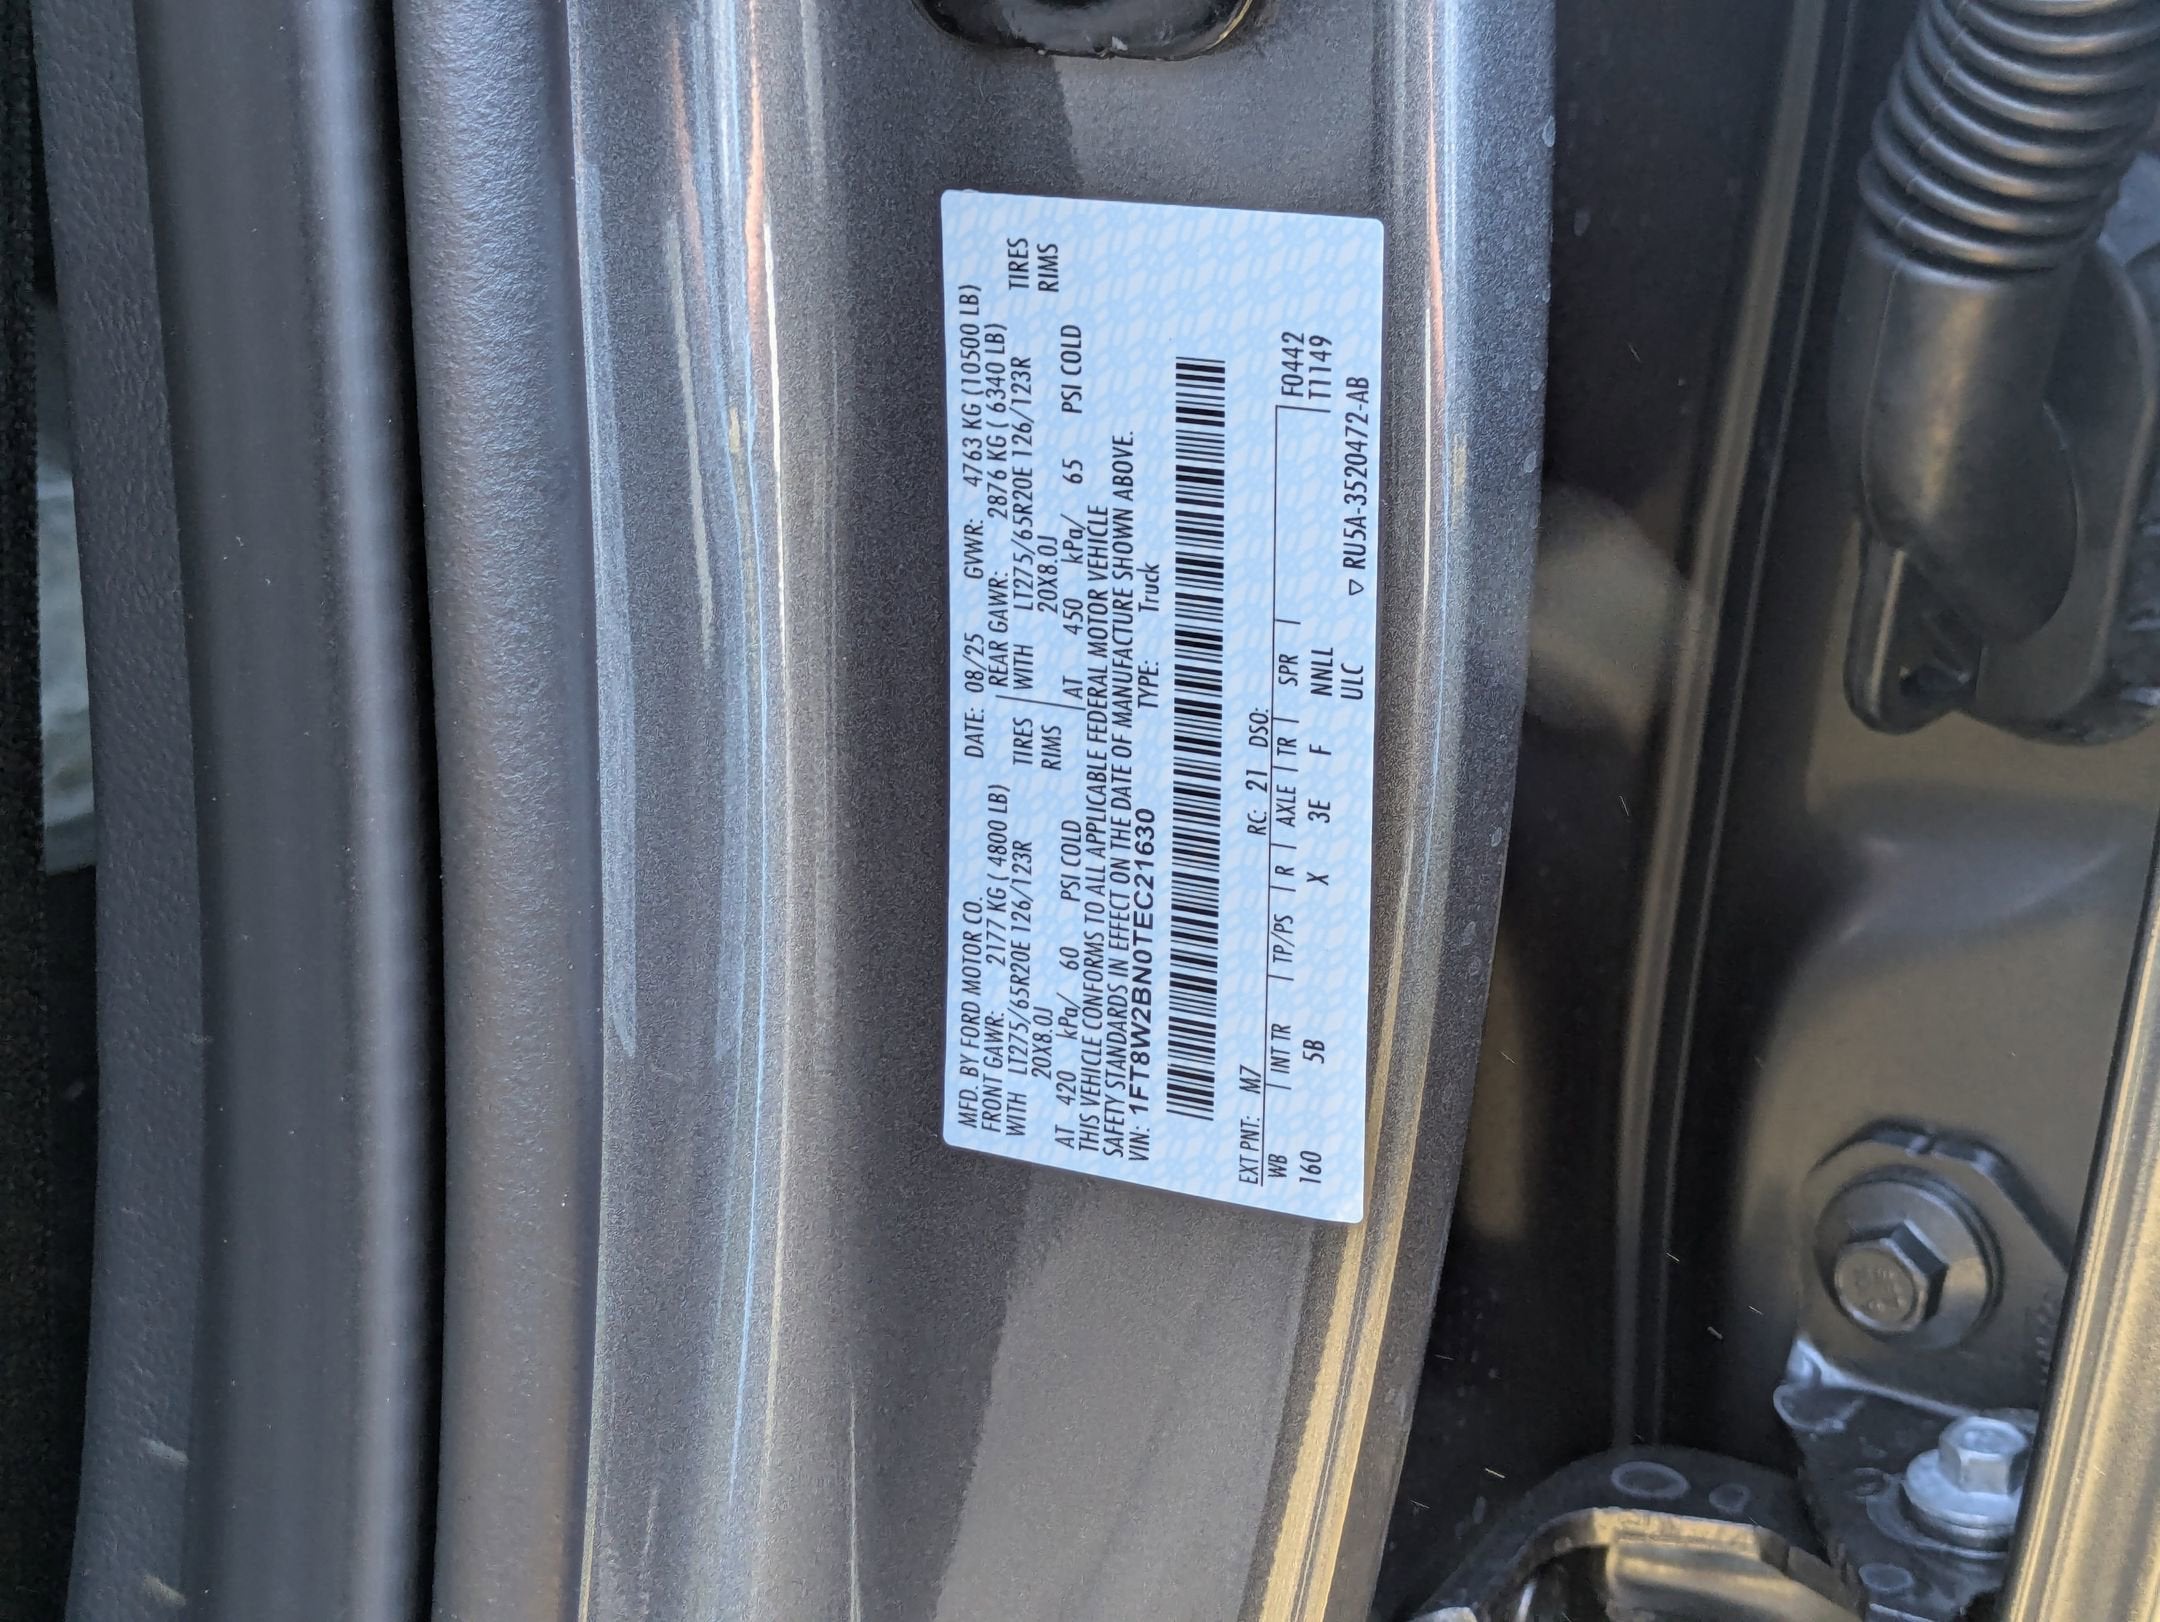 MFD. BY FORD MOTOR CO. DATE: 08/25 GVWR: 4763 KG (10500 LB)
FRONT GAWR: 2177 KG ( 4800 LB) REAR GAWR: 2876 KG ( 6340 LB)
WITH LT275/65R20E 126/123R TIRES WITH LT275/65R20E 126/123R TIRES
20X8.0J RIMS 20X8.0J RIMS
AT 420 kPa/ 60 PSI COLD AT 450 kPa/ 65 PSI COLD
THIS VEHICLE CONFORMS TO ALL APPLICABLE FEDERAL MOTOR VEHICLE
SAFETY STANDARDS IN EFFECT ON THE DATE OF MANUFACTURE SHOWN ABOVE.
VIN: 1FT8W2BN0TEC21630 TYPE: Truck
EXT PNT: M7 RC: 21 DSO:
WB | INT TR | TP/PS | R | AXLE | TR | SPR | F0442
160 5B X 3E F NNLL T1149
ULC ▽ RU5A-3520472-AB